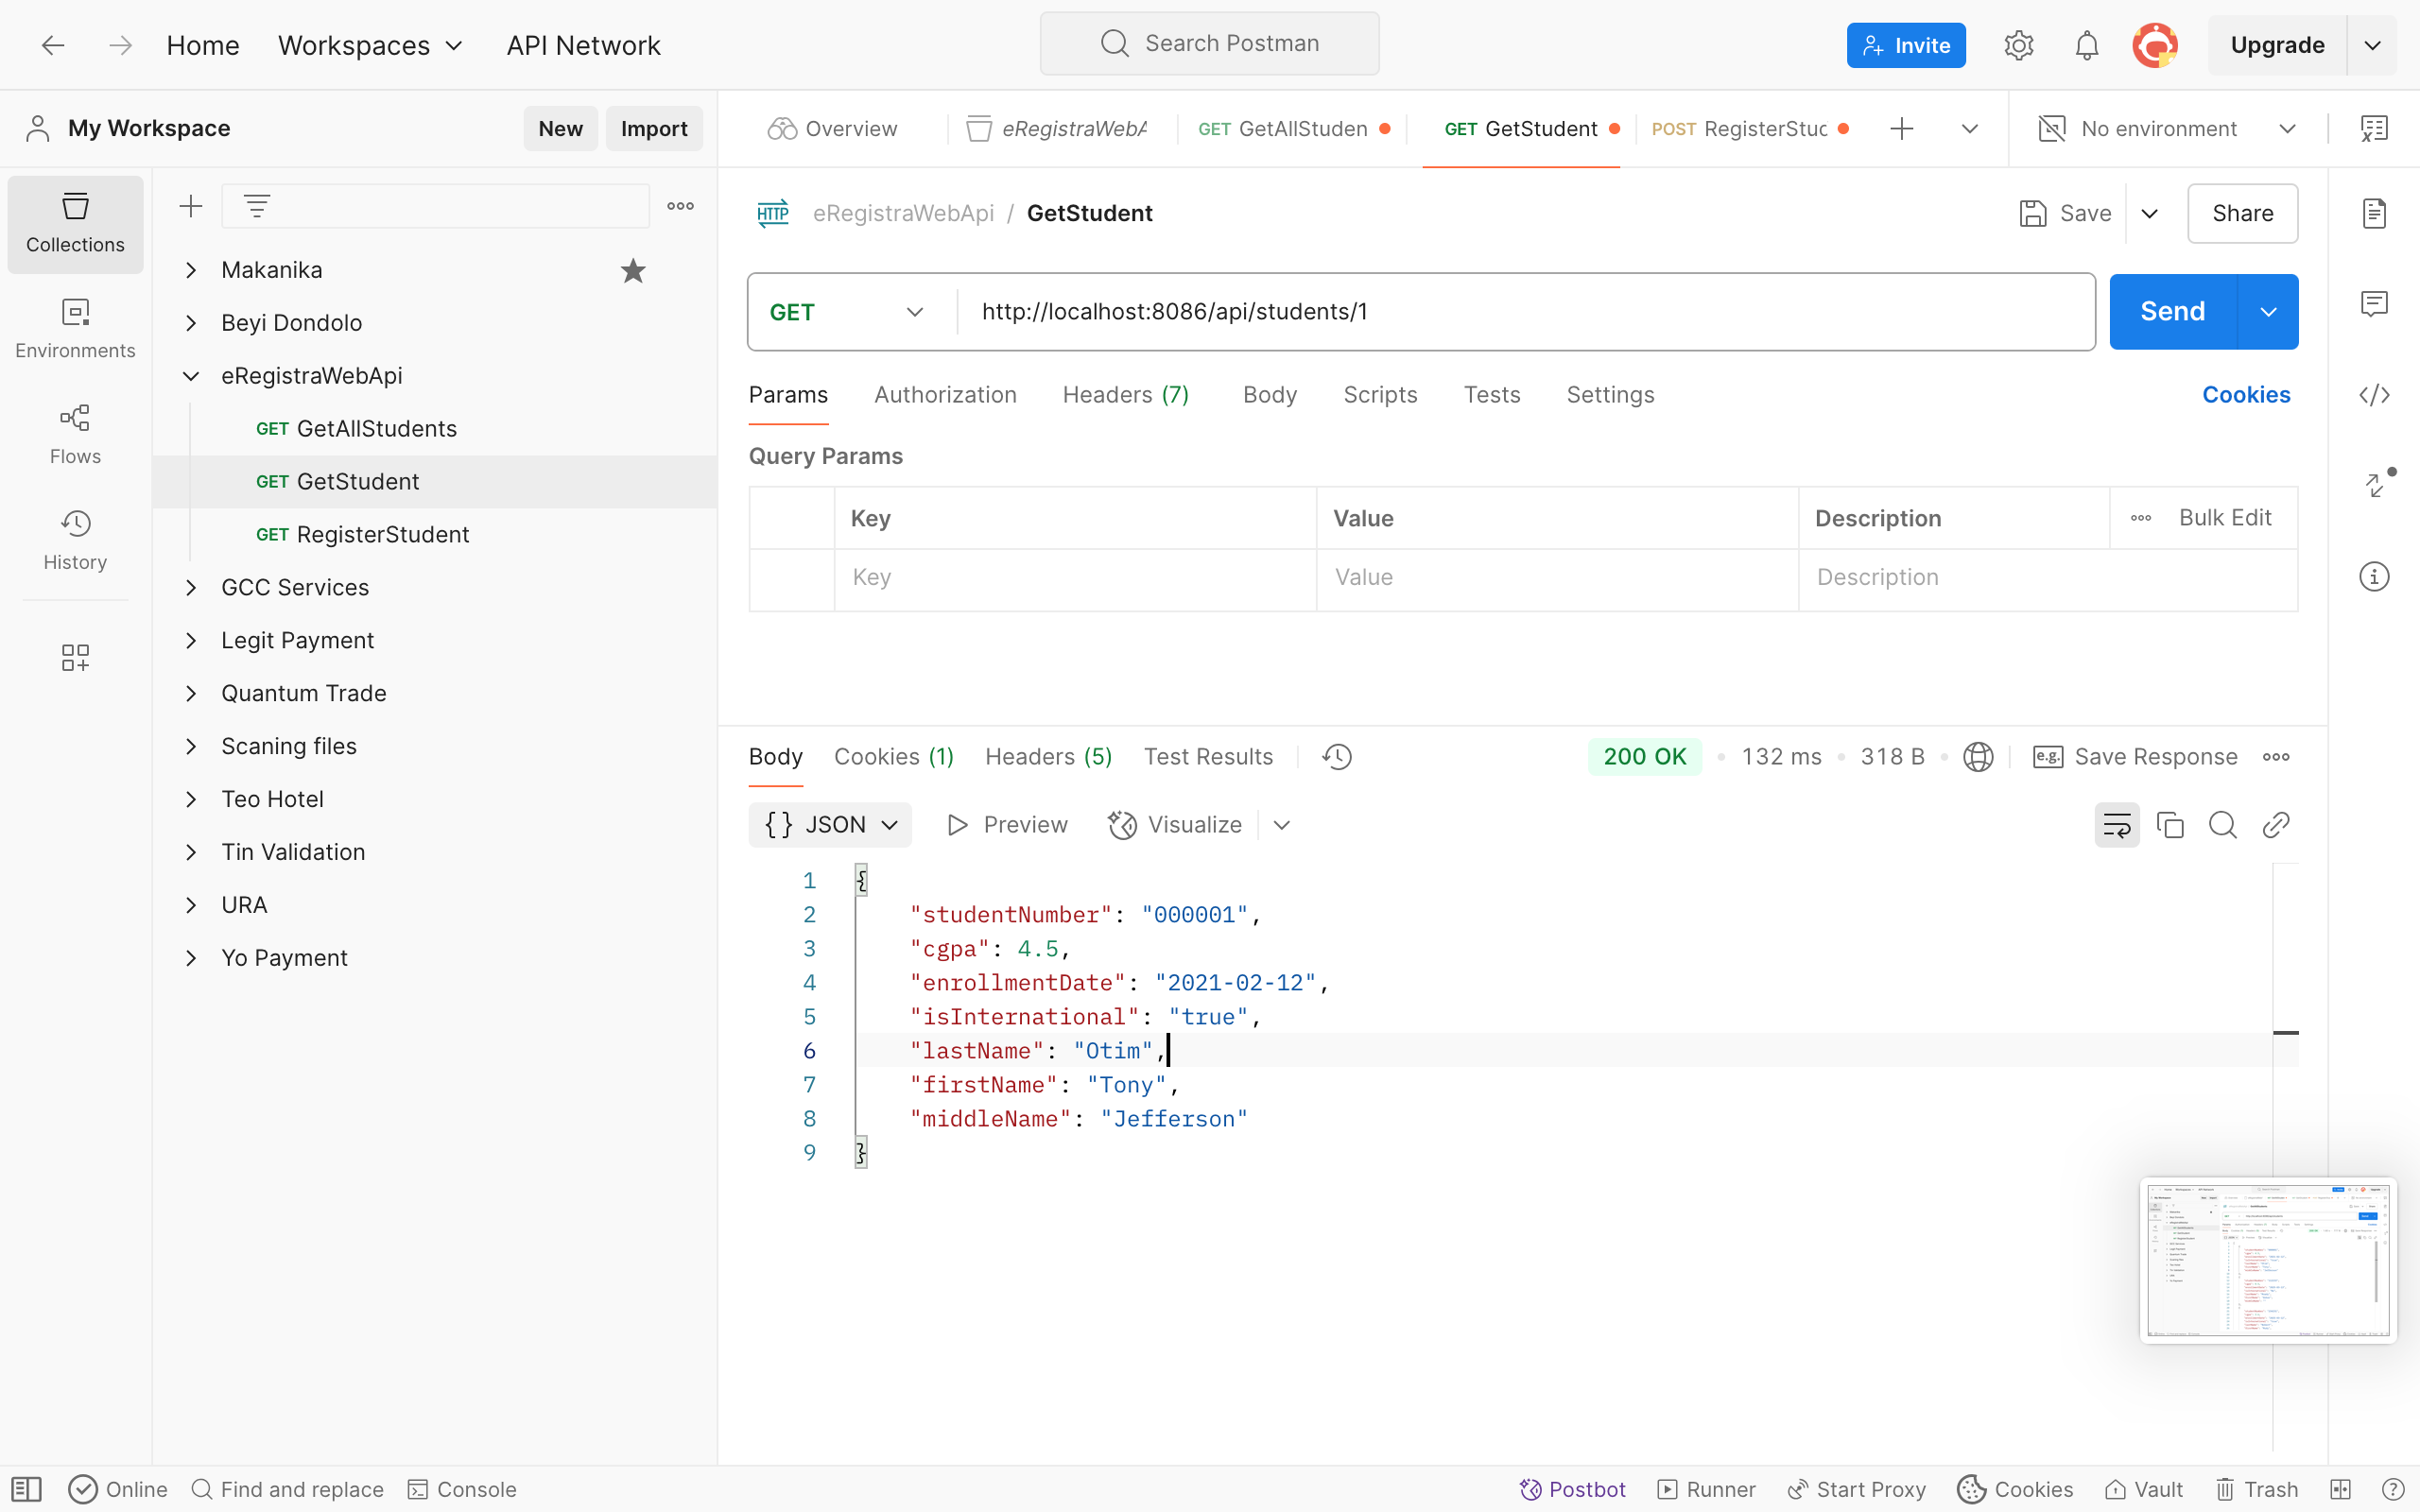 Home Workspaces API Network Search Postman Invite Upgrade
My Workspace New Import Overview eRegistraWebA GET GetAllStuden GET GetStudent POST RegisterStuc No environment
Collections
Environments
Flows
History
Makanika
Beyi Dondolo
eRegistraWebApi
GET GetAllStudents
GET GetStudent
GET RegisterStudent
GCC Services
Legit Payment
Quantum Trade
Scaning files
Teo Hotel
Tin Validation
URA
Yo Payment
HTTP eRegistraWebApi / GetStudent Save Share
GET http://localhost:8086/api/students/1 Send
Params Authorization Headers (7) Body Scripts Tests Settings Cookies
Query Params
Key Value Description Bulk Edit
Key Value Description
Body Cookies (1) Headers (5) Test Results 200 OK • 132 ms • 318 B • e.g. Save Response
{} JSON Preview Visualize
1 {
2 "studentNumber": "000001",
3 "cgpa": 4.5,
4 "enrollmentDate": "2021-02-12",
5 "isInternational": "true",
6 "lastName": "Otim",
7 "firstName": "Tony",
8 "middleName": "Jefferson"
9 }
Online Find and replace Console Postbot Runner Start Proxy Cookies Vault Trash